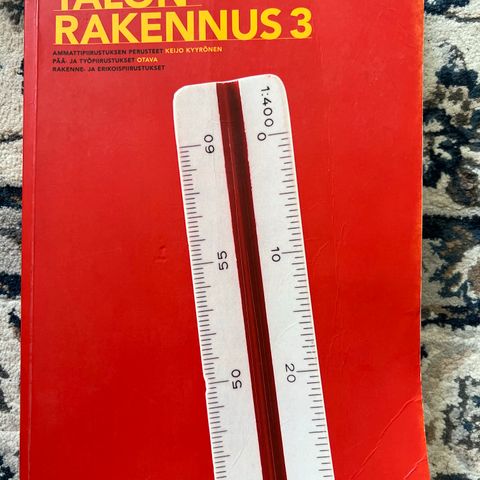 TALON
RAKENNUS 3
AMMATTIPIIRUSTUKSEN PERUSTEET KEIJO KYYRÖNEN
PÄÄ- JA TYÖPIIRUSTUKSET OTAVA
RAKENNE- JA ERIKOISPIIRUSTUKSET
1:400
60 0
55 10
50 20